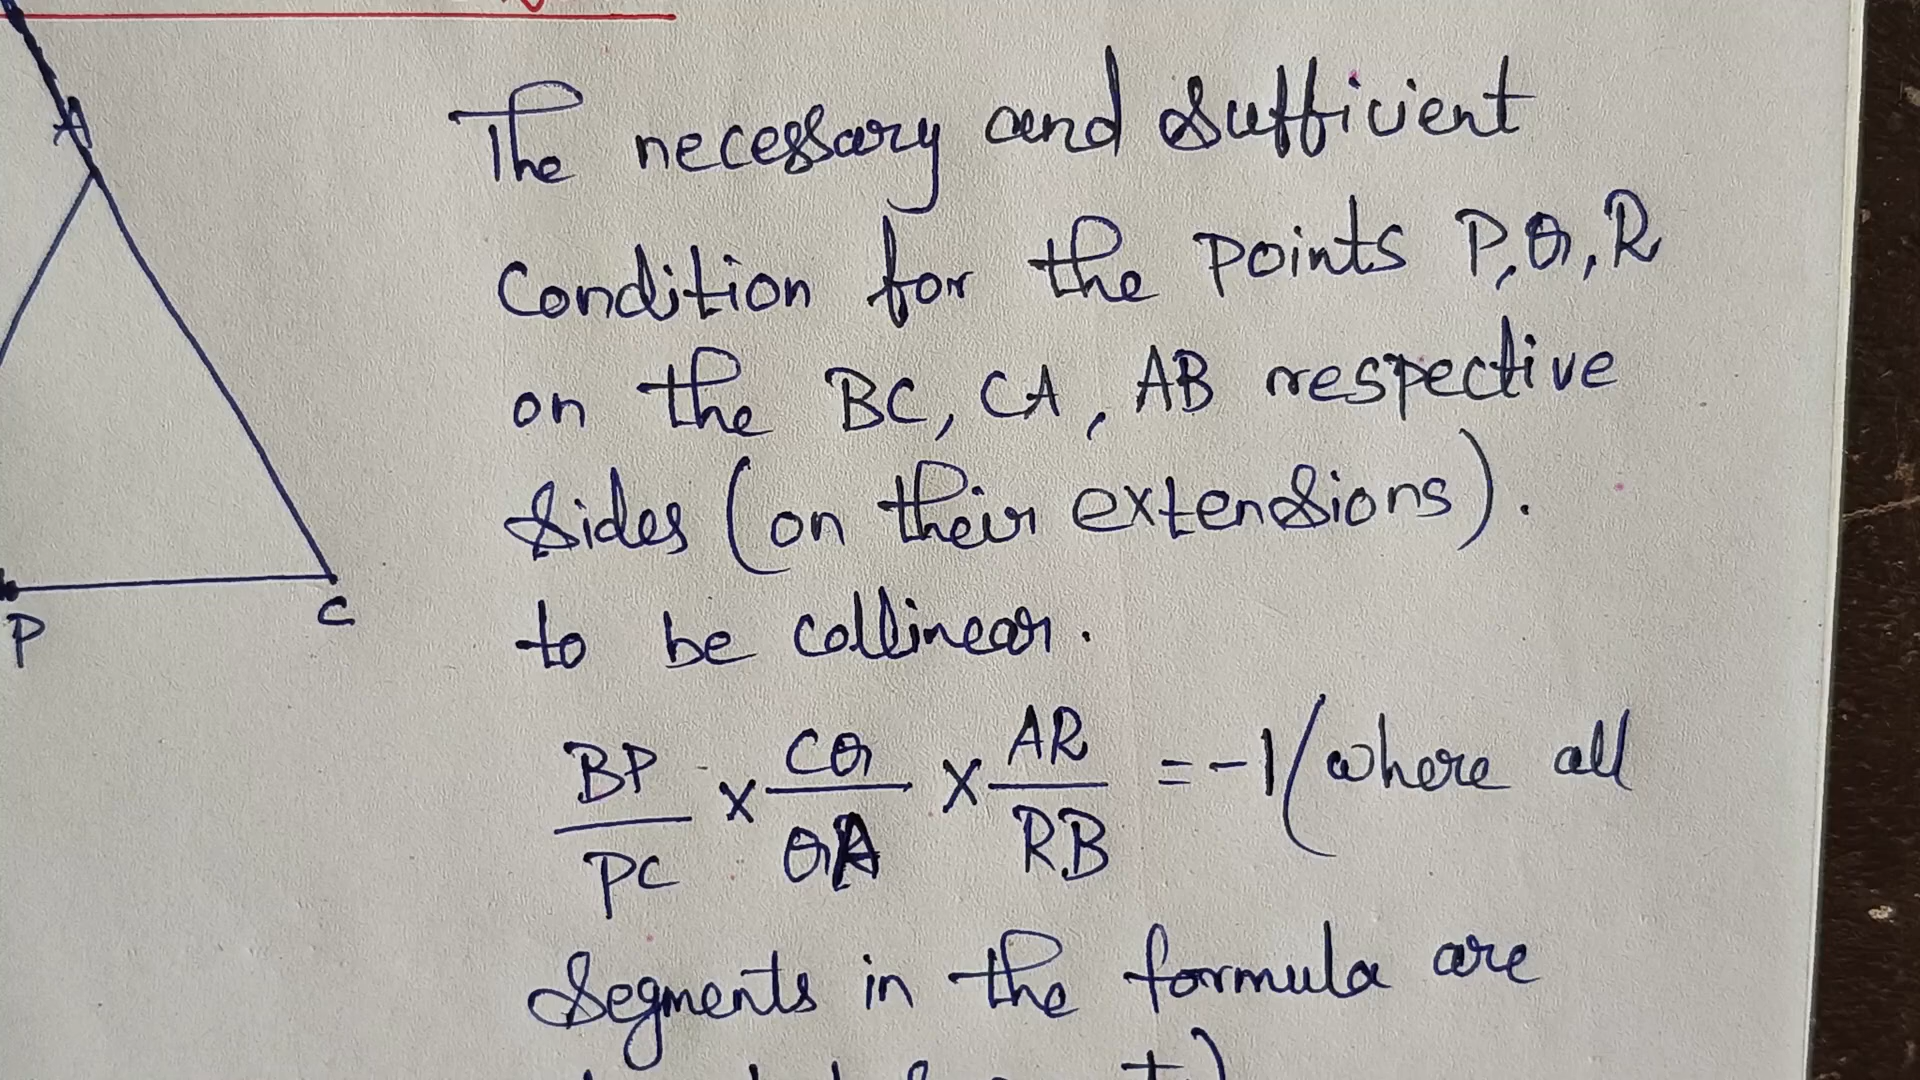 A
P
C
The necessary and sufficient
condition for the points P,Q,R
on the BC, CA, AB respective
sides (on their extensions).
to be collinear.
BP/PC × CQ/QA × AR/RB = -1 (where all
segments in the formula are